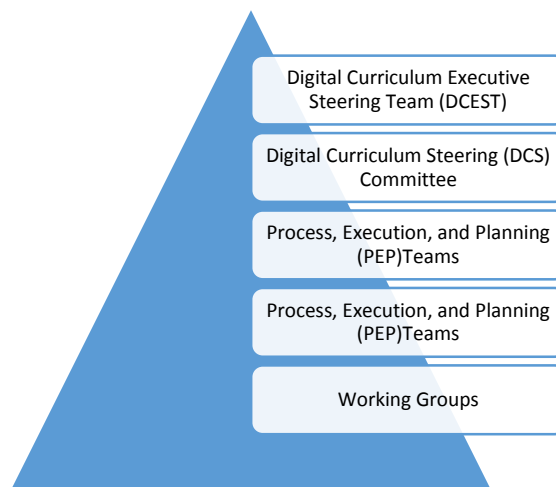 Digital Curriculum Executive
Steering Team (DCEST)
Digital Curriculum Steering (DCS)
Committee
Process, Execution, and Planning
(PEP)Teams
Process, Execution, and Planning
(PEP)Teams
Working Groups